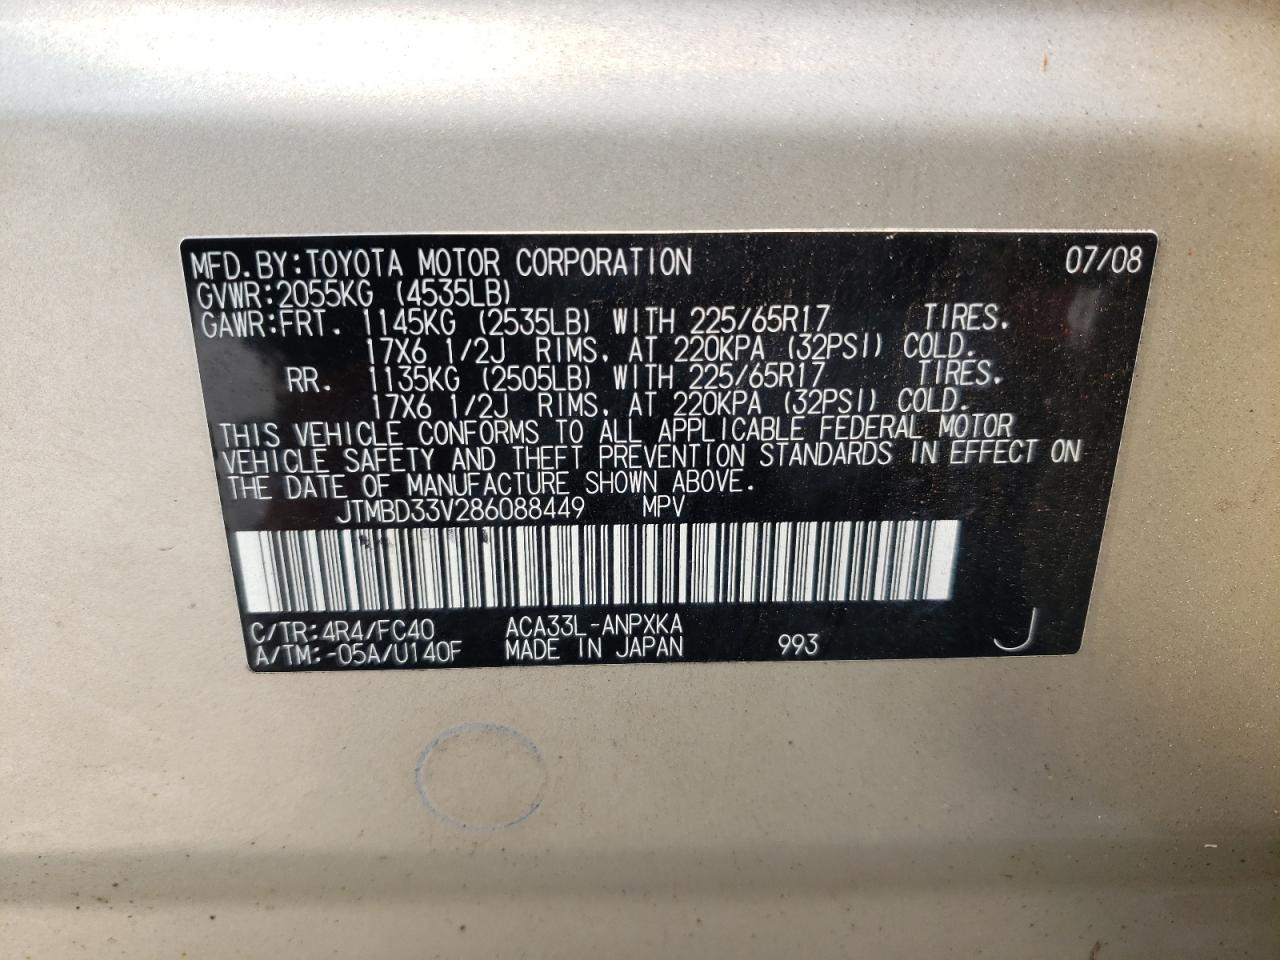 MFD.BY:TOYOTA MOTOR CORPORATION 07/08
GVWR:2055KG (4535LB)
GAWR:FRT. 1145KG (2535LB) WITH 225/65R17 TIRES.
17X6 1/2J RIMS, AT 220KPA (32PSI) COLD.
RR. 1135KG (2505LB) WITH 225/65R17 TIRES.
17X6 1/2J RIMS, AT 220KPA (32PSI) COLD.
THIS VEHICLE CONFORMS TO ALL APPLICABLE FEDERAL MOTOR
VEHICLE SAFETY AND THEFT PREVENTION STANDARDS IN EFFECT ON
THE DATE OF MANUFACTURE SHOWN ABOVE.
JTMBD33V286088449 MPV
C/TR:4R4/FC40 ACA33L-ANPXKA
A/TM:-05A/U140F MADE IN JAPAN 993 J